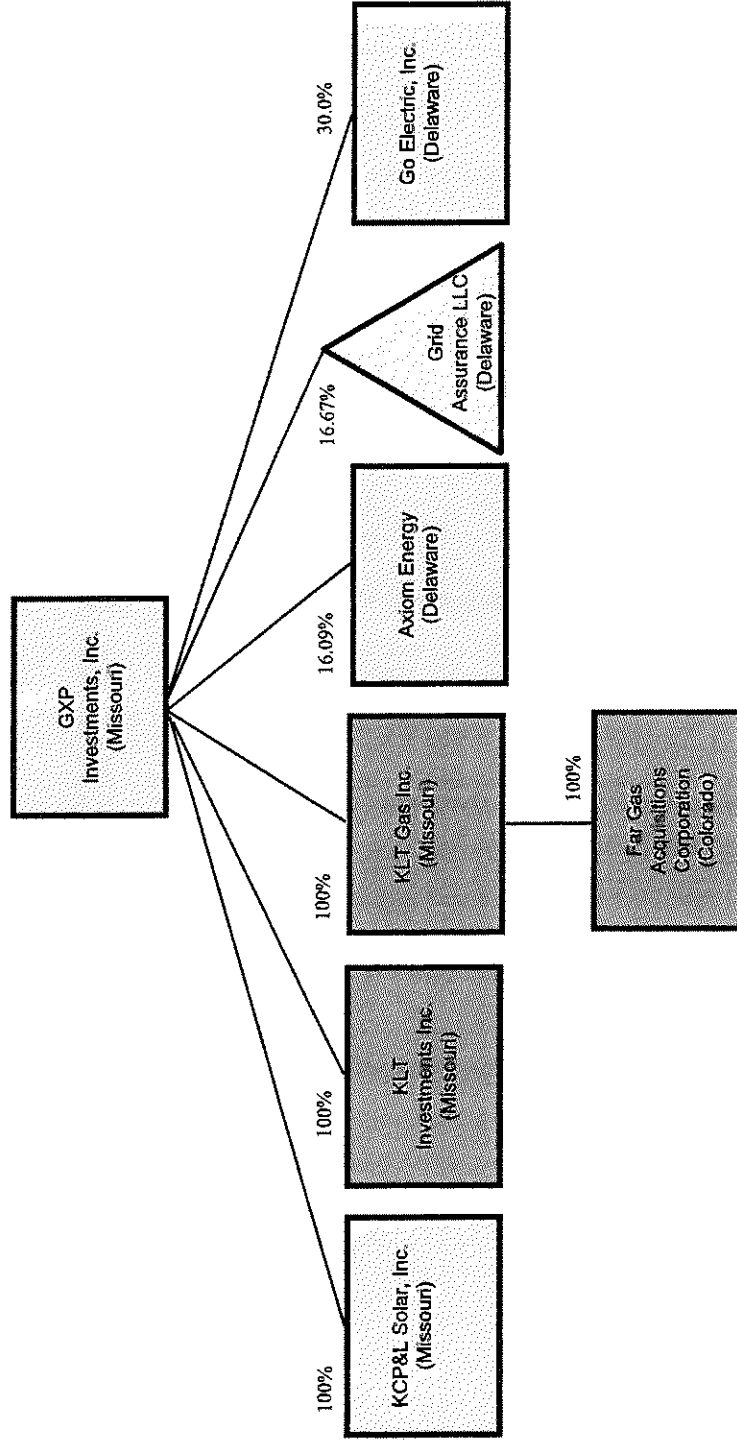 GXP
Investments, Inc.
(Missouri)
100%
KCP&L Solar, Inc.
(Missouri)
100%
KLT
Investments Inc.
(Missouri)
100%
KLT Gas Inc.
(Missouri)
16.09%
Axiom Energy
(Delaware)
16.67%
Grid
Assurance LLC
(Delaware)
30.0%
Go Electric, Inc.
(Delaware)
100%
Far Gas
Acquisitions
Corporation
(Colorado)